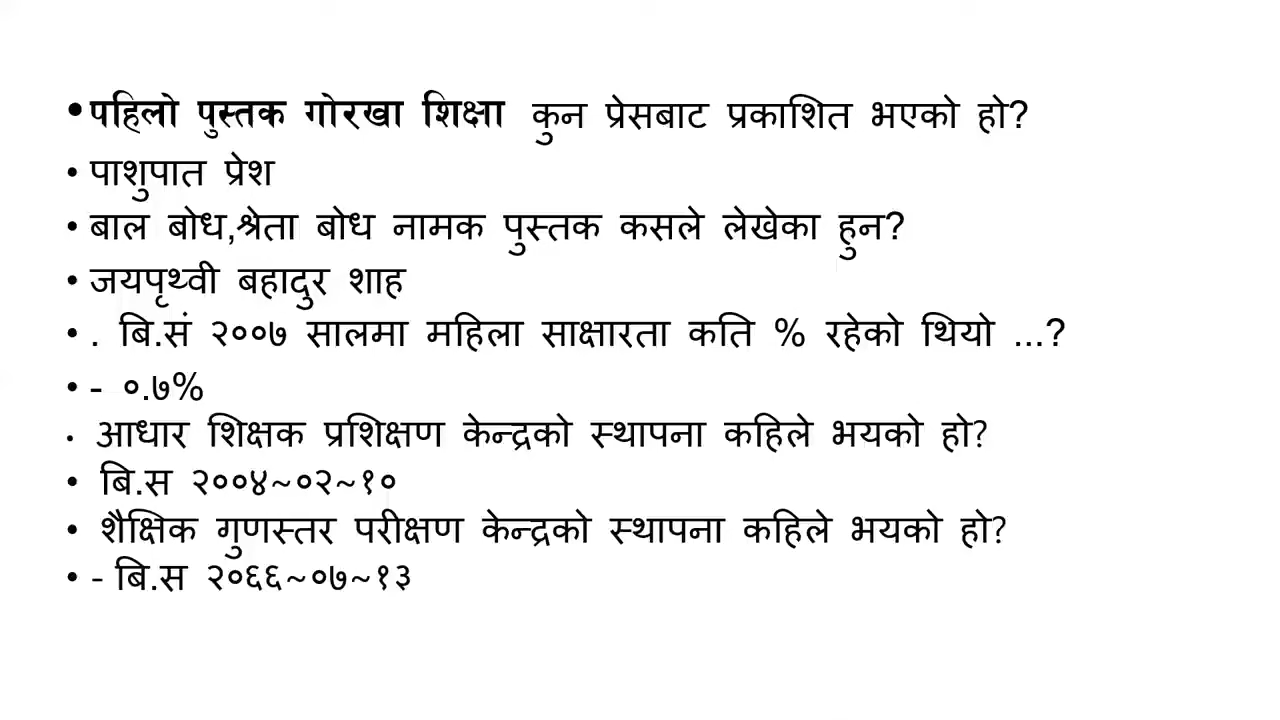 • पहिलो पुस्तक गोरखा शिक्षा कुन प्रेसबाट प्रकाशित भएको हो?
• पाशुपात प्रेश
• बाल बोध,श्रेता बोध नामक पुस्तक कसले लेखेका हुन?
• जयपृथ्वी बहादुर शाह
• . बि.सं २००७ सालमा महिला साक्षारता कति % रहेको थियो ...?
• - ०.७%
• आधार शिक्षक प्रशिक्षण केन्द्रको स्थापना कहिले भयको हो?
• बि.स २००४~०२~१०
• शैक्षिक गुणस्तर परीक्षण केन्द्रको स्थापना कहिले भयको हो?
• - बि.स २०६६~०७~१३